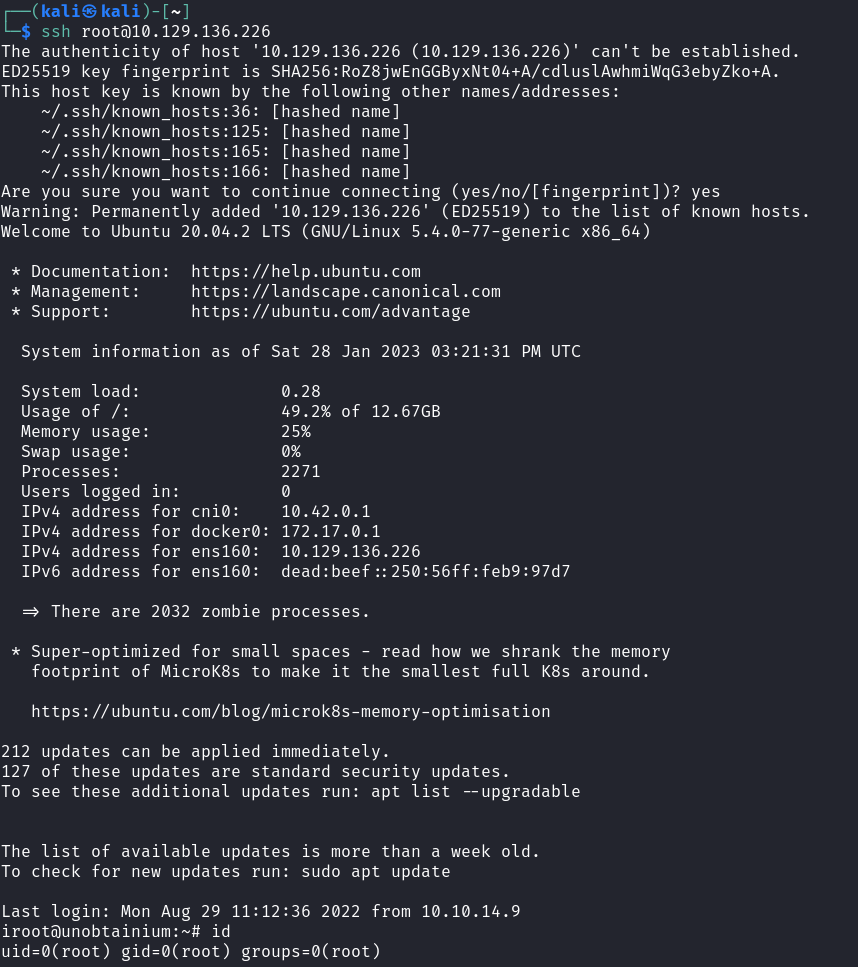 ┌──(kali㉿kali)-[~]
└─$ ssh root@10.129.136.226
The authenticity of host '10.129.136.226 (10.129.136.226)' can't be established.
ED25519 key fingerprint is SHA256:RoZ8jwEnGGByxNt04+A/cdluslAwhmiWqG3ebyZko+A.
This host key is known by the following other names/addresses:
    ~/.ssh/known_hosts:36: [hashed name]
    ~/.ssh/known_hosts:125: [hashed name]
    ~/.ssh/known_hosts:165: [hashed name]
    ~/.ssh/known_hosts:166: [hashed name]
Are you sure you want to continue connecting (yes/no/[fingerprint])? yes
Warning: Permanently added '10.129.136.226' (ED25519) to the list of known hosts.
Welcome to Ubuntu 20.04.2 LTS (GNU/Linux 5.4.0-77-generic x86_64)

 * Documentation:  https://help.ubuntu.com
 * Management:     https://landscape.canonical.com
 * Support:        https://ubuntu.com/advantage

  System information as of Sat 28 Jan 2023 03:21:31 PM UTC

  System load:              0.28
  Usage of /:               49.2% of 12.67GB
  Memory usage:             25%
  Swap usage:               0%
  Processes:                2271
  Users logged in:          0
  IPv4 address for cni0:    10.42.0.1
  IPv4 address for docker0: 172.17.0.1
  IPv4 address for ens160:  10.129.136.226
  IPv6 address for ens160:  dead:beef::250:56ff:feb9:97d7

  => There are 2032 zombie processes.

 * Super-optimized for small spaces - read how we shrank the memory
   footprint of MicroK8s to make it the smallest full K8s around.

   https://ubuntu.com/blog/microk8s-memory-optimisation

212 updates can be applied immediately.
127 of these updates are standard security updates.
To see these additional updates run: apt list --upgradable


The list of available updates is more than a week old.
To check for new updates run: sudo apt update

Last login: Mon Aug 29 11:12:36 2022 from 10.10.14.9
iroot@unobtainium:~# id
uid=0(root) gid=0(root) groups=0(root)